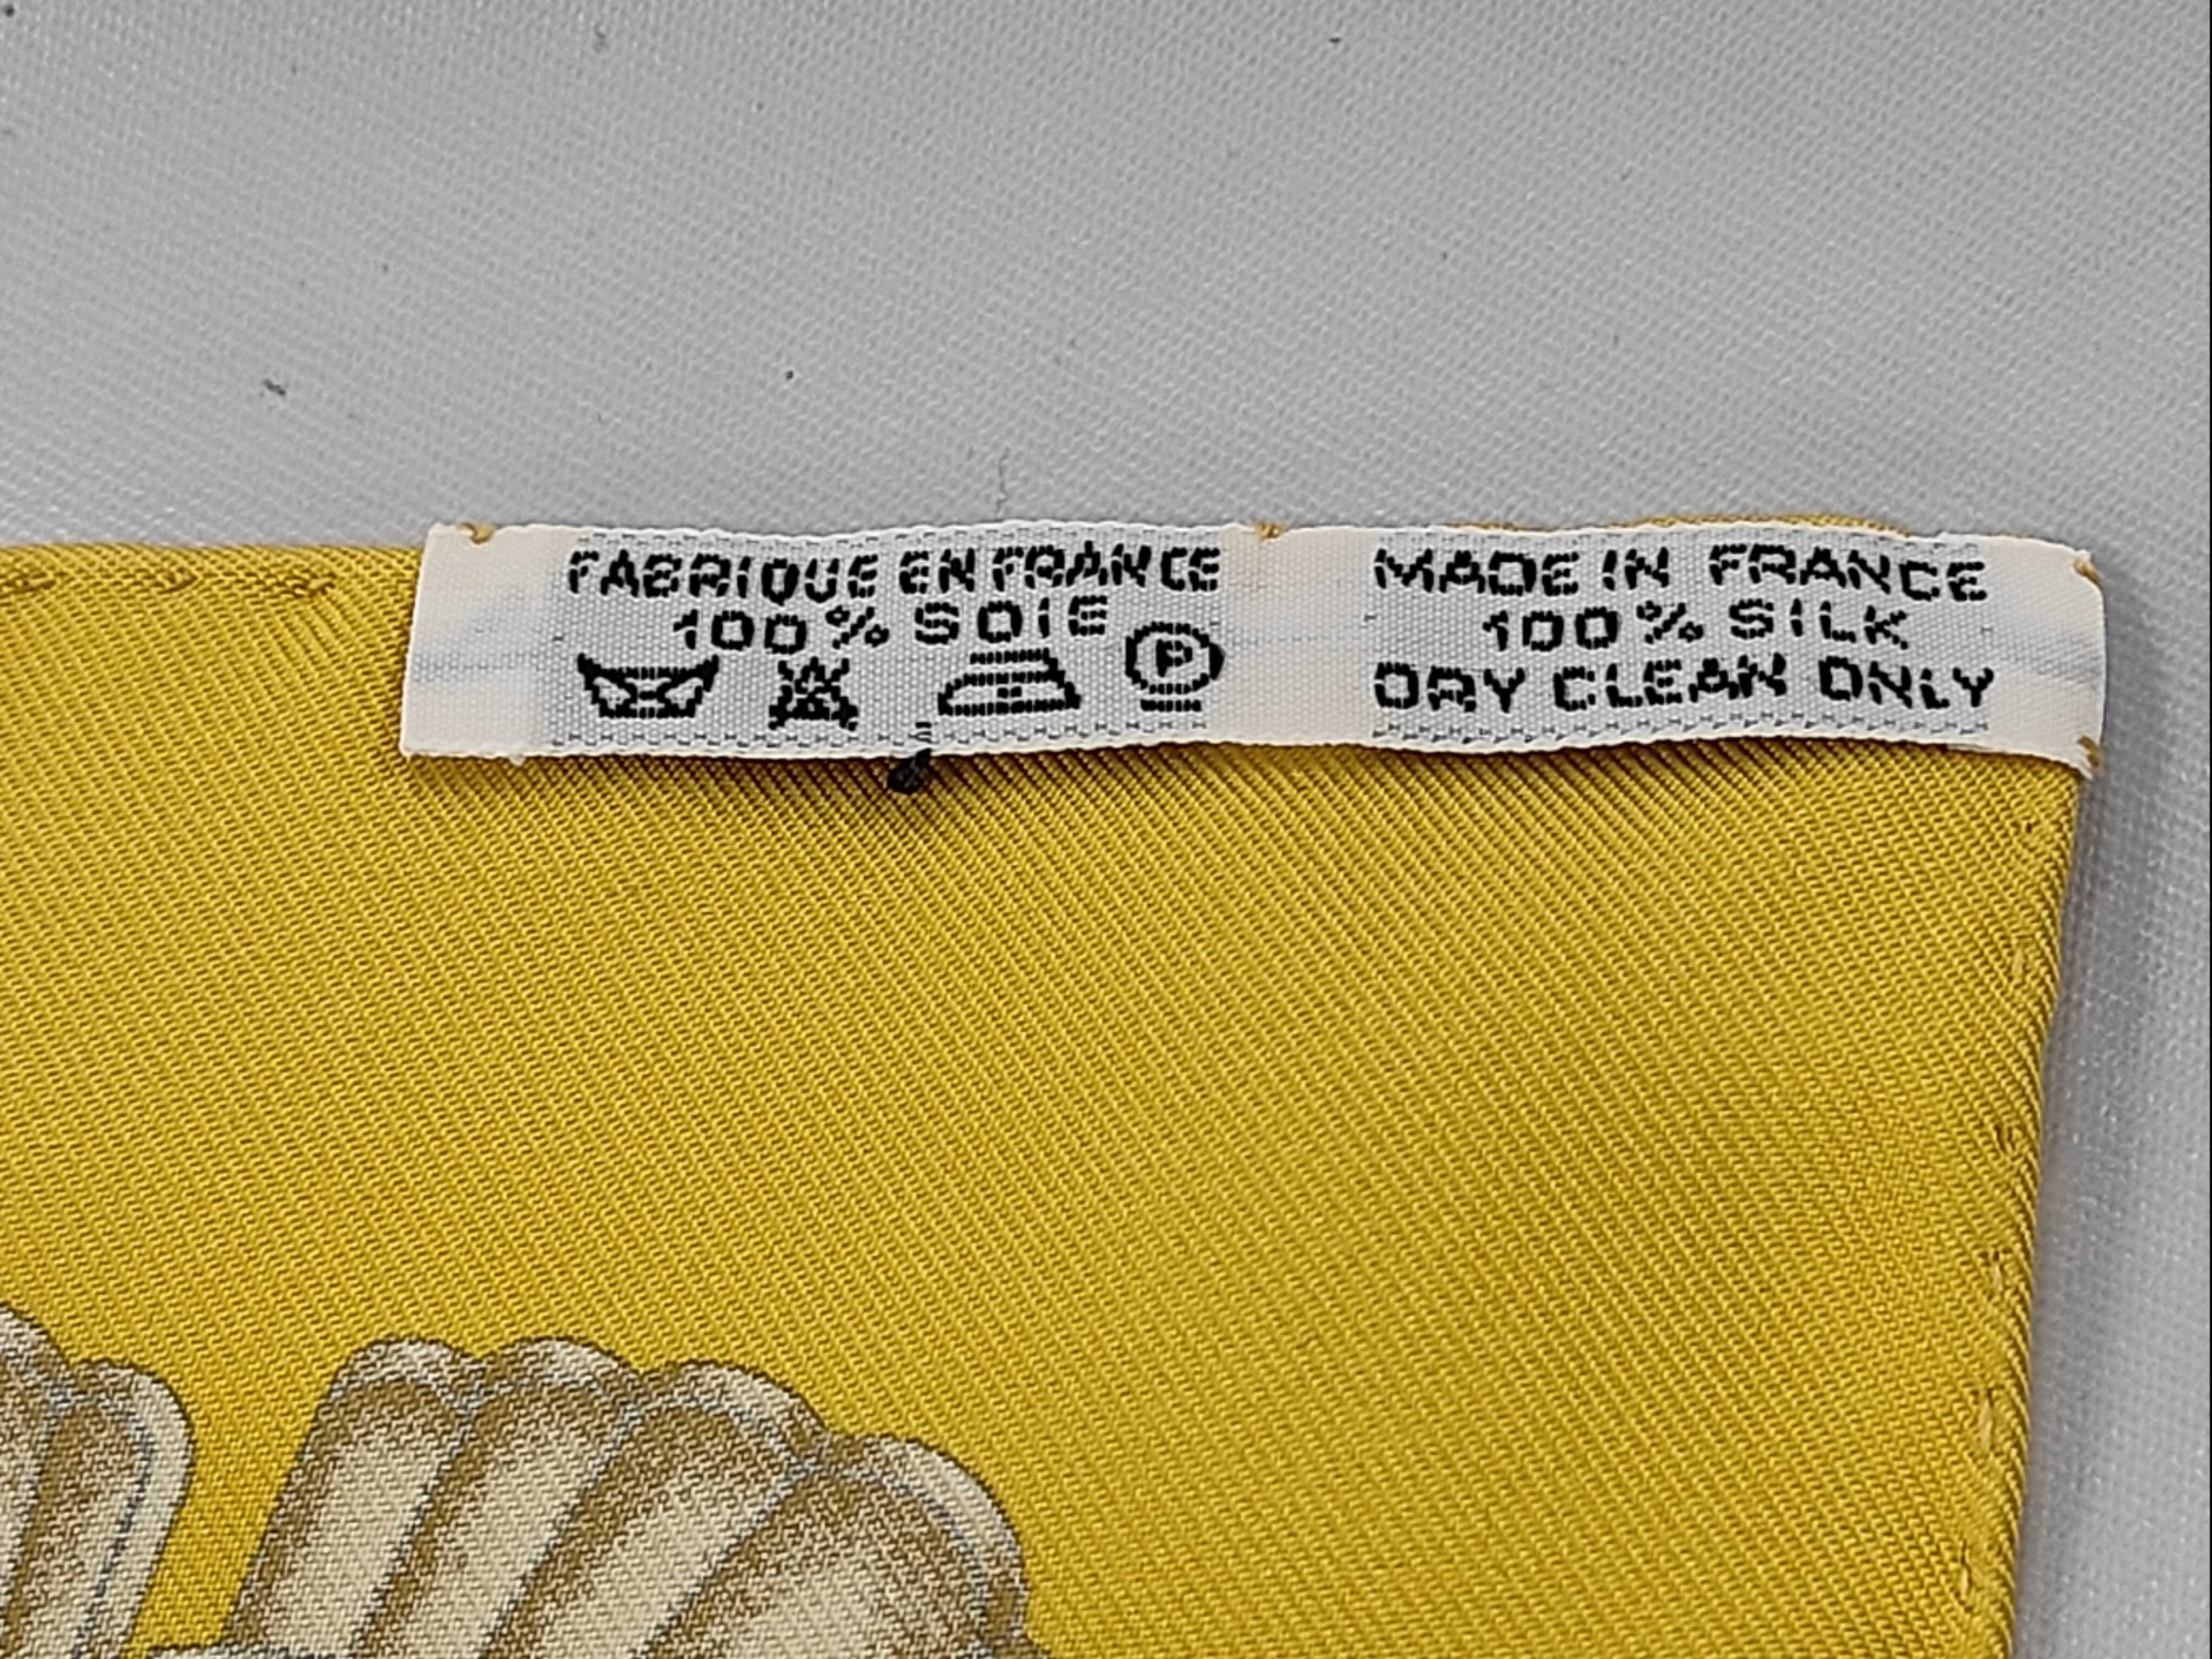 FABRIQUE EN FRANCE
100% SOIE
P
MADE IN FRANCE
100% SILK
DRY CLEAN ONLY